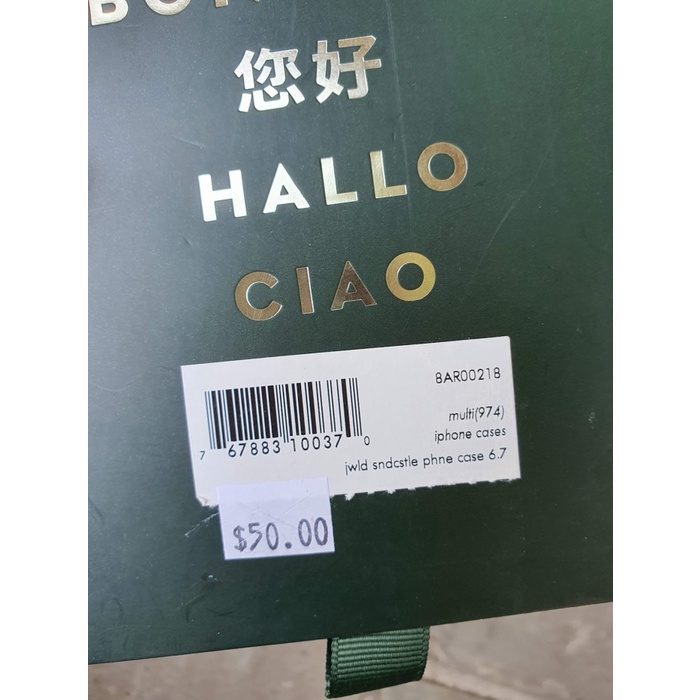 您好
HALLO
CIAO
8AR00218
multi(974)
iphone cases
jwld sndcstle phne case 6.7
7 67883 10037 0
$50.00